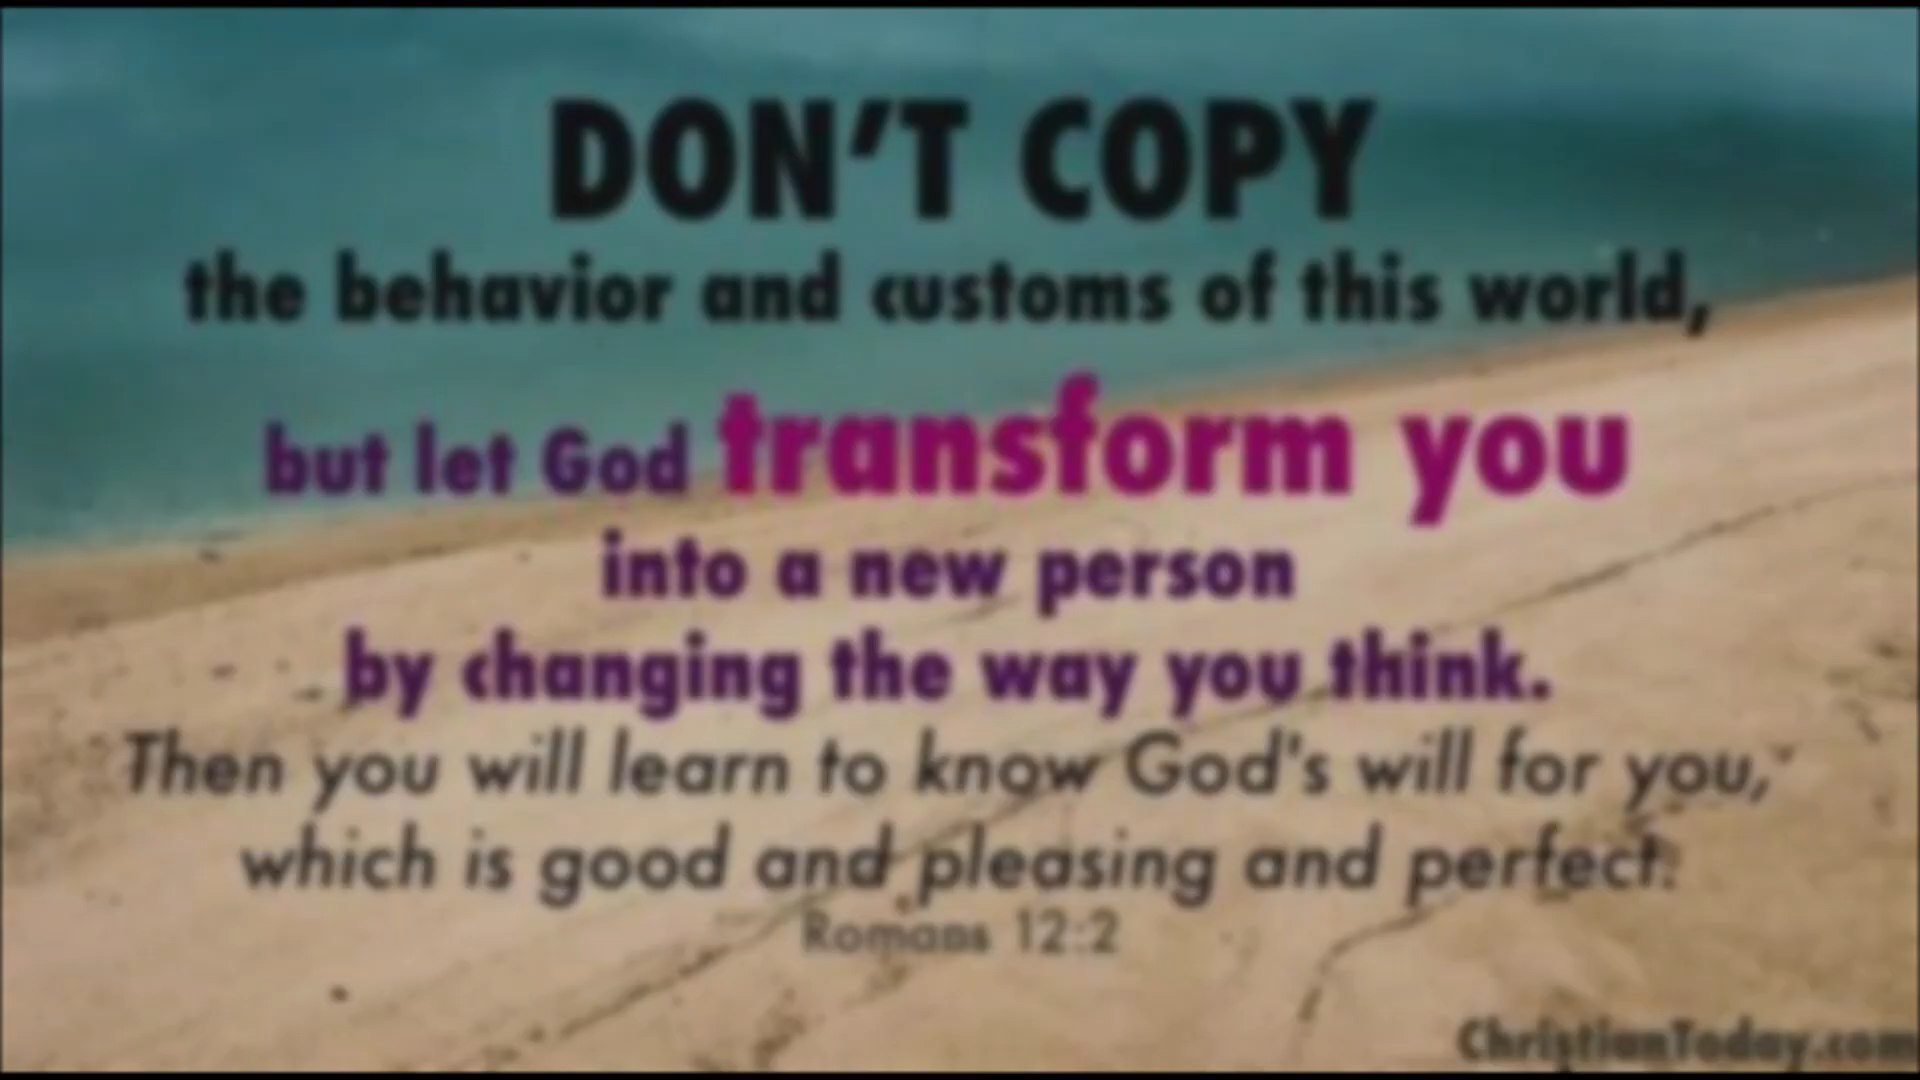 DON'T COPY
the behavior and customs of this world,
but let God transform you
into a new person
by changing the way you think.
Then you will learn to know God's will for you,
which is good and pleasing and perfect.
Romans 12:2
ChristianToday.com